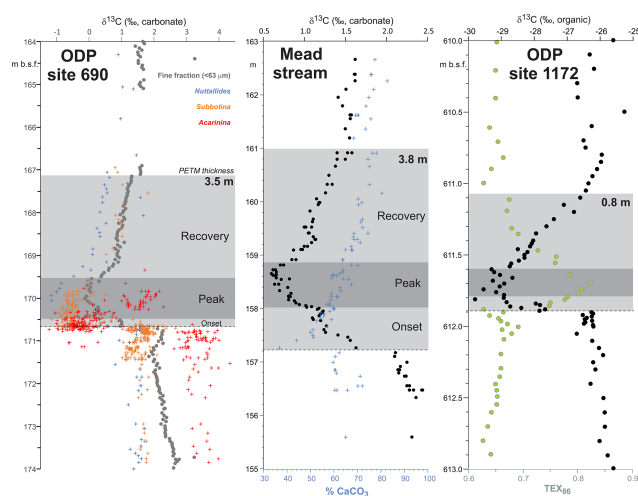 δ13C (‰, carbonate)
-1 0 1 2 3 4
164
m b.s.f.
165
166
167
168
169
170
171
172
173
174
ODP
site 690
Fine fraction (<63 μm)
Nuttallides
Subbotina
Acarinina
PETM thickness
3.5 m
Recovery
Peak
Onset
δ13C (‰, carbonate)
0.5 1.0 1.5 2.0 2.5
163
m
162
161
160
159
158
157
156
155
Mead
stream
3.8 m
Recovery
Peak
Onset
30 40 50 60 70 80 90 100
% CaCO3
δ13C (‰, organic)
-30 -29 -28 -27 -26 -25
610.0
m b.s.f.
610.5
611.0
611.5
612.0
612.5
613.0
ODP
site 1172
0.8 m
0.6 0.7 0.8 0.9
TEX86